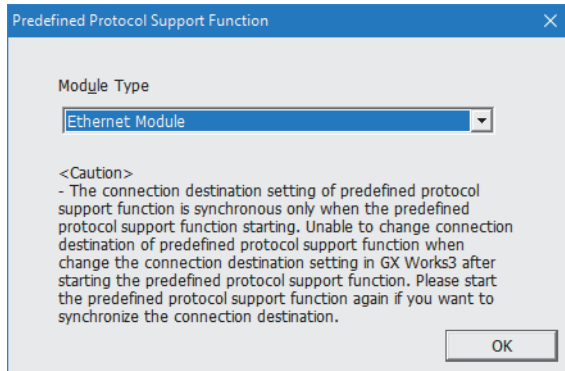 Predefined Protocol Support Function
Module Type
Ethernet Module
<Caution>
- The connection destination setting of predefined protocol
support function is synchronous only when the predefined
protocol support function starting. Unable to change connection
destination of predefined protocol support function when
change the connection destination setting in GX Works3 after
starting the predefined protocol support function. Please start
the predefined protocol support function again if you want to
synchronize the connection destination.
OK